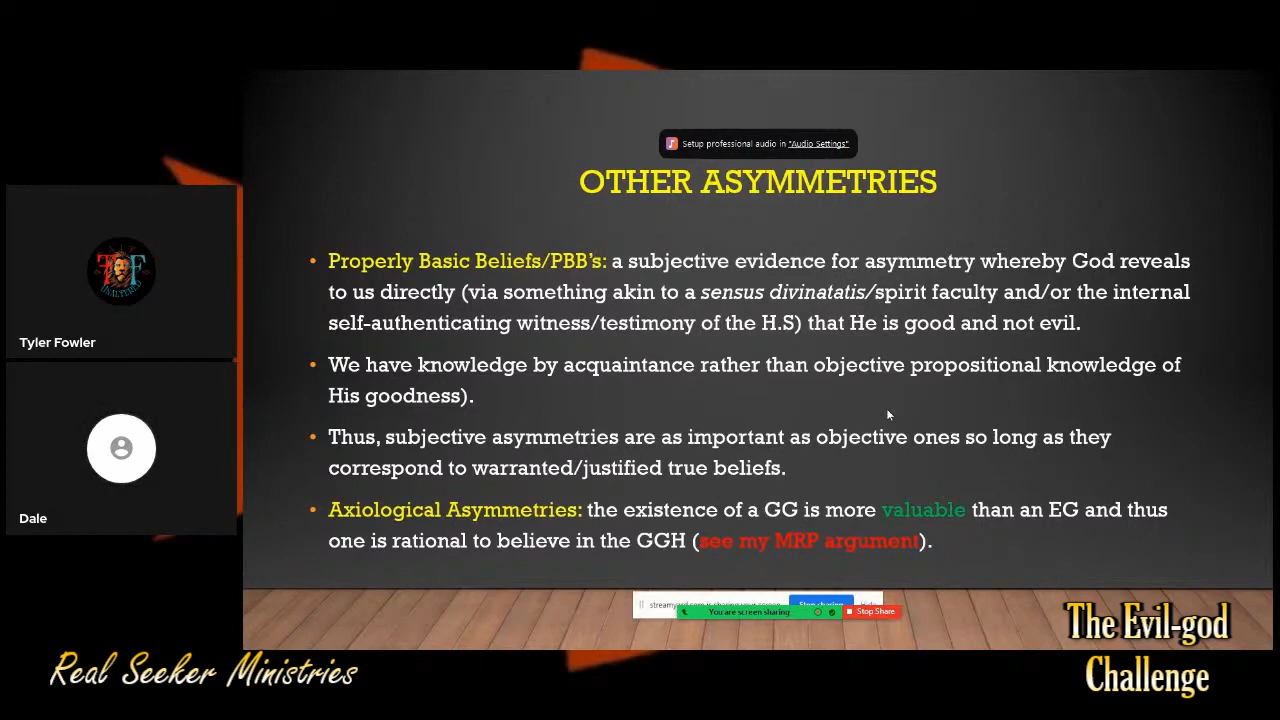 Setup professional audio in "Audio Settings"
OTHER ASYMMETRIES
• Properly Basic Beliefs/PBB's: a subjective evidence for asymmetry whereby God reveals
to us directly (via something akin to a sensus divinatatis/spirit faculty and/or the internal
self-authenticating witness/testimony of the H.S) that He is good and not evil.
• We have knowledge by acquaintance rather than objective propositional knowledge of
His goodness).
• Thus, subjective asymmetries are as important as objective ones so long as they
correspond to warranted/justified true beliefs.
• Axiological Asymmetries: the existence of a GG is more valuable than an EG and thus
one is rational to believe in the GGH (see my MRP argument).
Tyler Fowler
Dale
You are screen sharing
Stop Share
Real Seeker Ministries
The Evil-god
Challenge